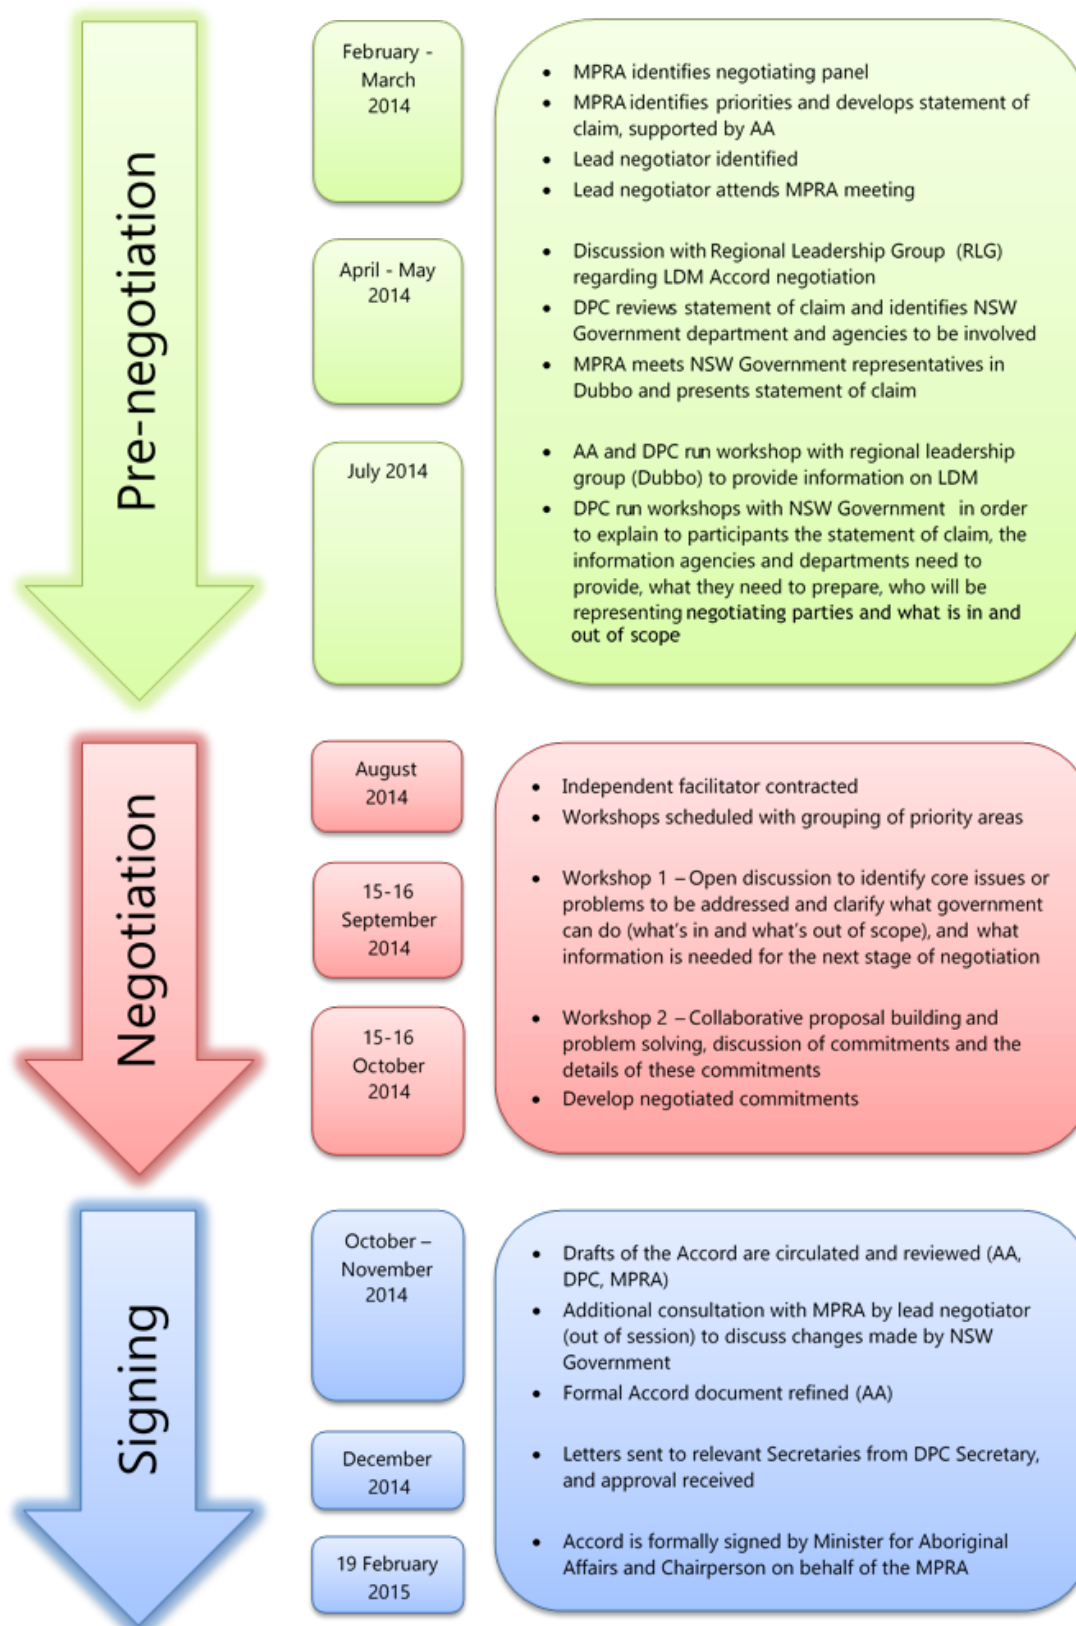 Pre-negotiation
February -
March
2014
• MPRA identifies negotiating panel
• MPRA identifies priorities and develops statement of
claim, supported by AA
• Lead negotiator identified
• Lead negotiator attends MPRA meeting
April - May
2014
• Discussion with Regional Leadership Group (RLG)
regarding LDM Accord negotiation
• DPC reviews statement of claim and identifies NSW
Government department and agencies to be involved
• MPRA meets NSW Government representatives in
Dubbo and presents statement of claim
July 2014
• AA and DPC run workshop with regional leadership
group (Dubbo) to provide information on LDM
• DPC run workshops with NSW Government in order
to explain to participants the statement of claim, the
information agencies and departments need to
provide, what they need to prepare, who will be
representing negotiating parties and what is in and
out of scope
Negotiation
August
2014
• Independent facilitator contracted
• Workshops scheduled with grouping of priority areas
15-16
September
2014
• Workshop 1 – Open discussion to identify core issues or
problems to be addressed and clarify what government
can do (what's in and what's out of scope), and what
information is needed for the next stage of negotiation
15-16
October
2014
• Workshop 2 – Collaborative proposal building and
problem solving, discussion of commitments and the
details of these commitments
• Develop negotiated commitments
Signing
October –
November
2014
• Drafts of the Accord are circulated and reviewed (AA,
DPC, MPRA)
• Additional consultation with MPRA by lead negotiator
(out of session) to discuss changes made by NSW
Government
• Formal Accord document refined (AA)
December
2014
• Letters sent to relevant Secretaries from DPC Secretary,
and approval received
19 February
2015
• Accord is formally signed by Minister for Aboriginal
Affairs and Chairperson on behalf of the MPRA